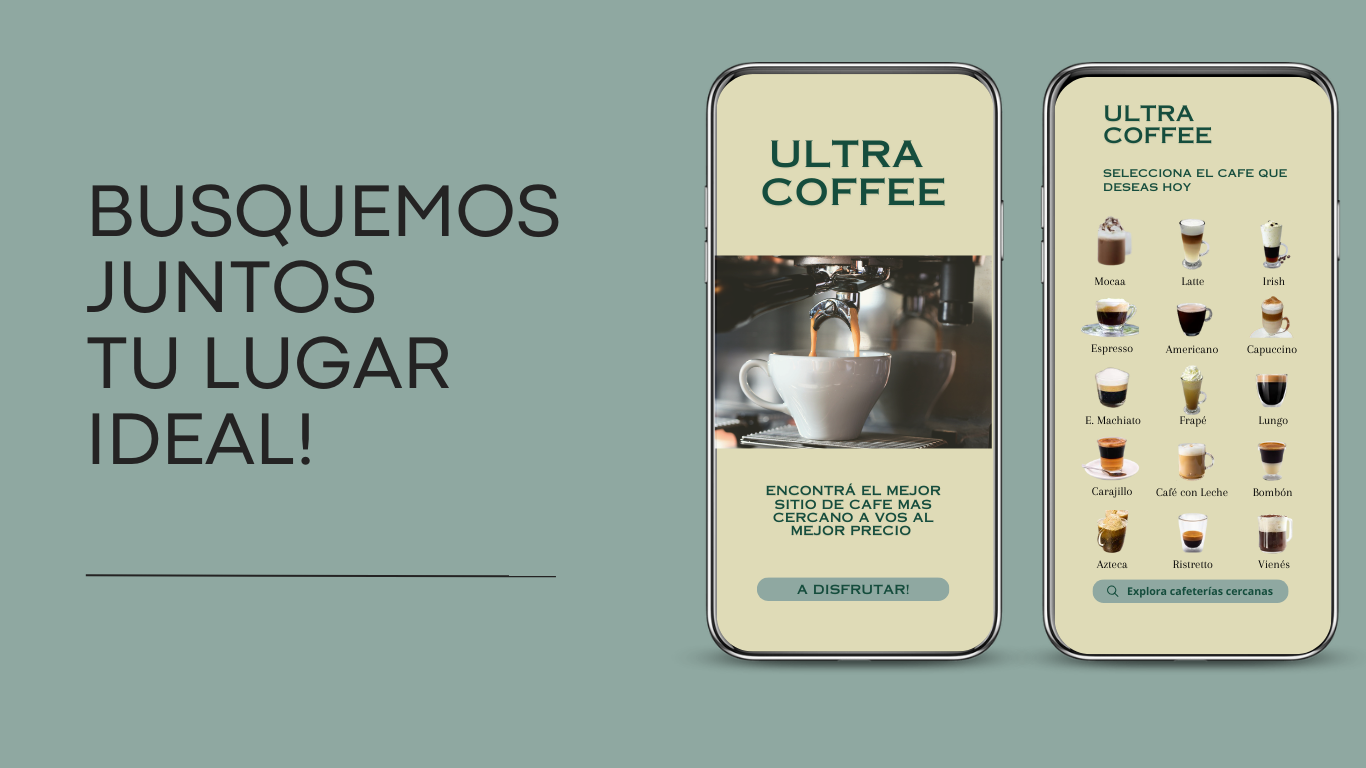 BUSQUEMOS
JUNTOS
TU LUGAR
IDEAL!
ULTRA
COFFEE
ENCONTRÁ EL MEJOR
SITIO DE CAFE MAS
CERCANO A VOS AL
MEJOR PRECIO
A DISFRUTAR!
ULTRA
COFFEE
SELECCIONA EL CAFE QUE
DESEAS HOY
Mocaa Latte Irish
Espresso Americano Capuccino
E. Machiato Frapé Lungo
Carajillo Café con Leche Bombón
Azteca Ristretto Vienés
Explora cafeterías cercanas